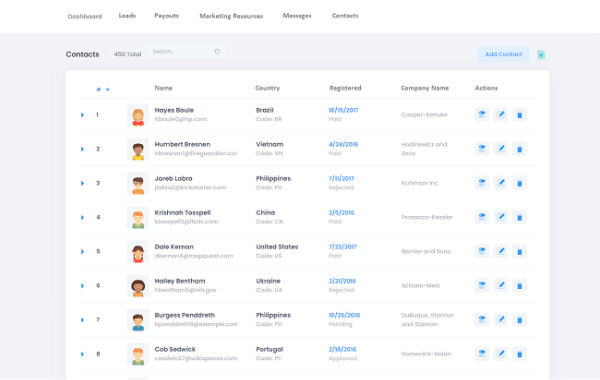 Dashboard Leads Payouts Marketing Resources Messages Contacts
Contacts 450 Total Search... Add Contact
# Name Country Registered Company Name Actions
1 Hayes Boule Brazil 10/15/2017 Casper-Kerluke
hboule0@hp.com Code: BR Paid
2 Humbert Bresnen Vietnam 4/24/2016 Hodkiewicz and
hbresnen1@theguardian.cor Code: VN Paid Sons
3 Jareb Labro Philippines 7/11/2017 Kuhlman Inc
jlabro2@kickstarter.com Code: PH Rejected
4 Krishnah Tosspell China 2/5/2016 Prosacco-Kessler
ktosspell3@flickr.com Code: CN Paid
5 Dale Kernan United States 7/23/2017 Bernier and Sons
dkernan4@mapquest.com Code: US Paid
6 Halley Bentham Ukraine 2/21/2016 Schoen-Metz
hbentham5@nih.gov Code: UA Rejected
7 Burgess Penddreth Philippines 10/25/2016 DuBuque, Stanton
bpenddreth6@example.com Code: PH Pending and Stanton
8 Cob Sedwick Portugal 2/18/2016 Homenick-Nolan
csedwick7@wikispaces.com Code: PT Approved